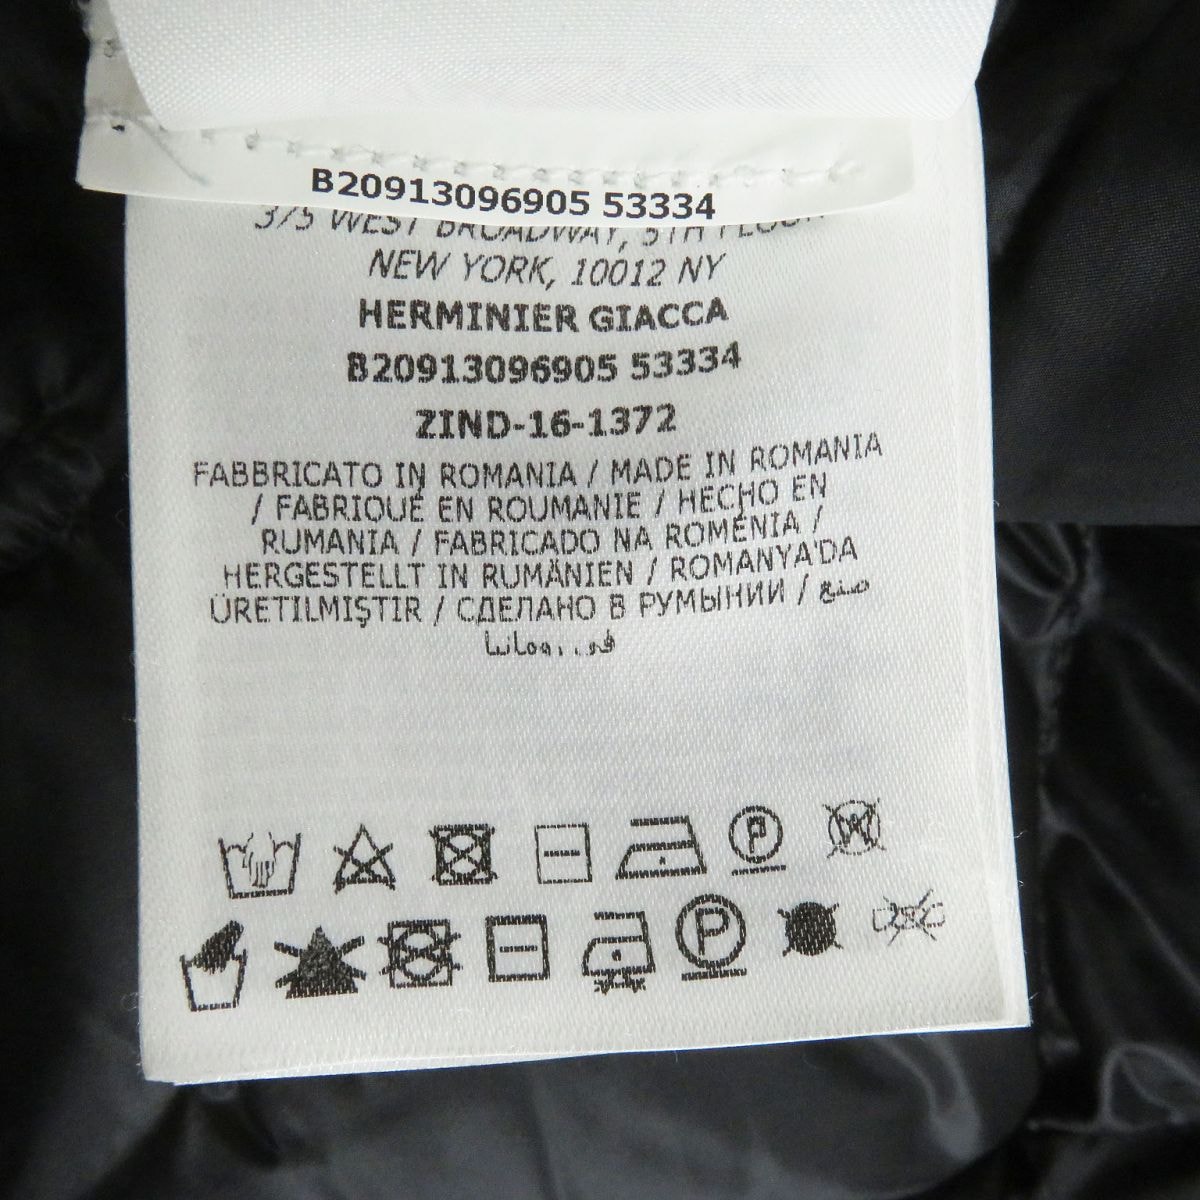 B20913096905 53334
375 WEST BROADWAY, 5TH FLOOR
NEW YORK, 10012 NY
HERMINIER GIACCA
B20913096905 53334
ZIND-16-1372
FABBRICATO IN ROMANIA / MADE IN ROMANIA
/ FABRIQUÉ EN ROUMANIE / HECHO EN
RUMANIA / FABRICADO NA ROMÉNIA /
HERGESTELLT IN RUMÄNIEN / ROMANYA'DA
ÜRETILMIŞTIR / СДЕЛАНО В РУМЫНИИ / صنع
في رومانيا
P W
P